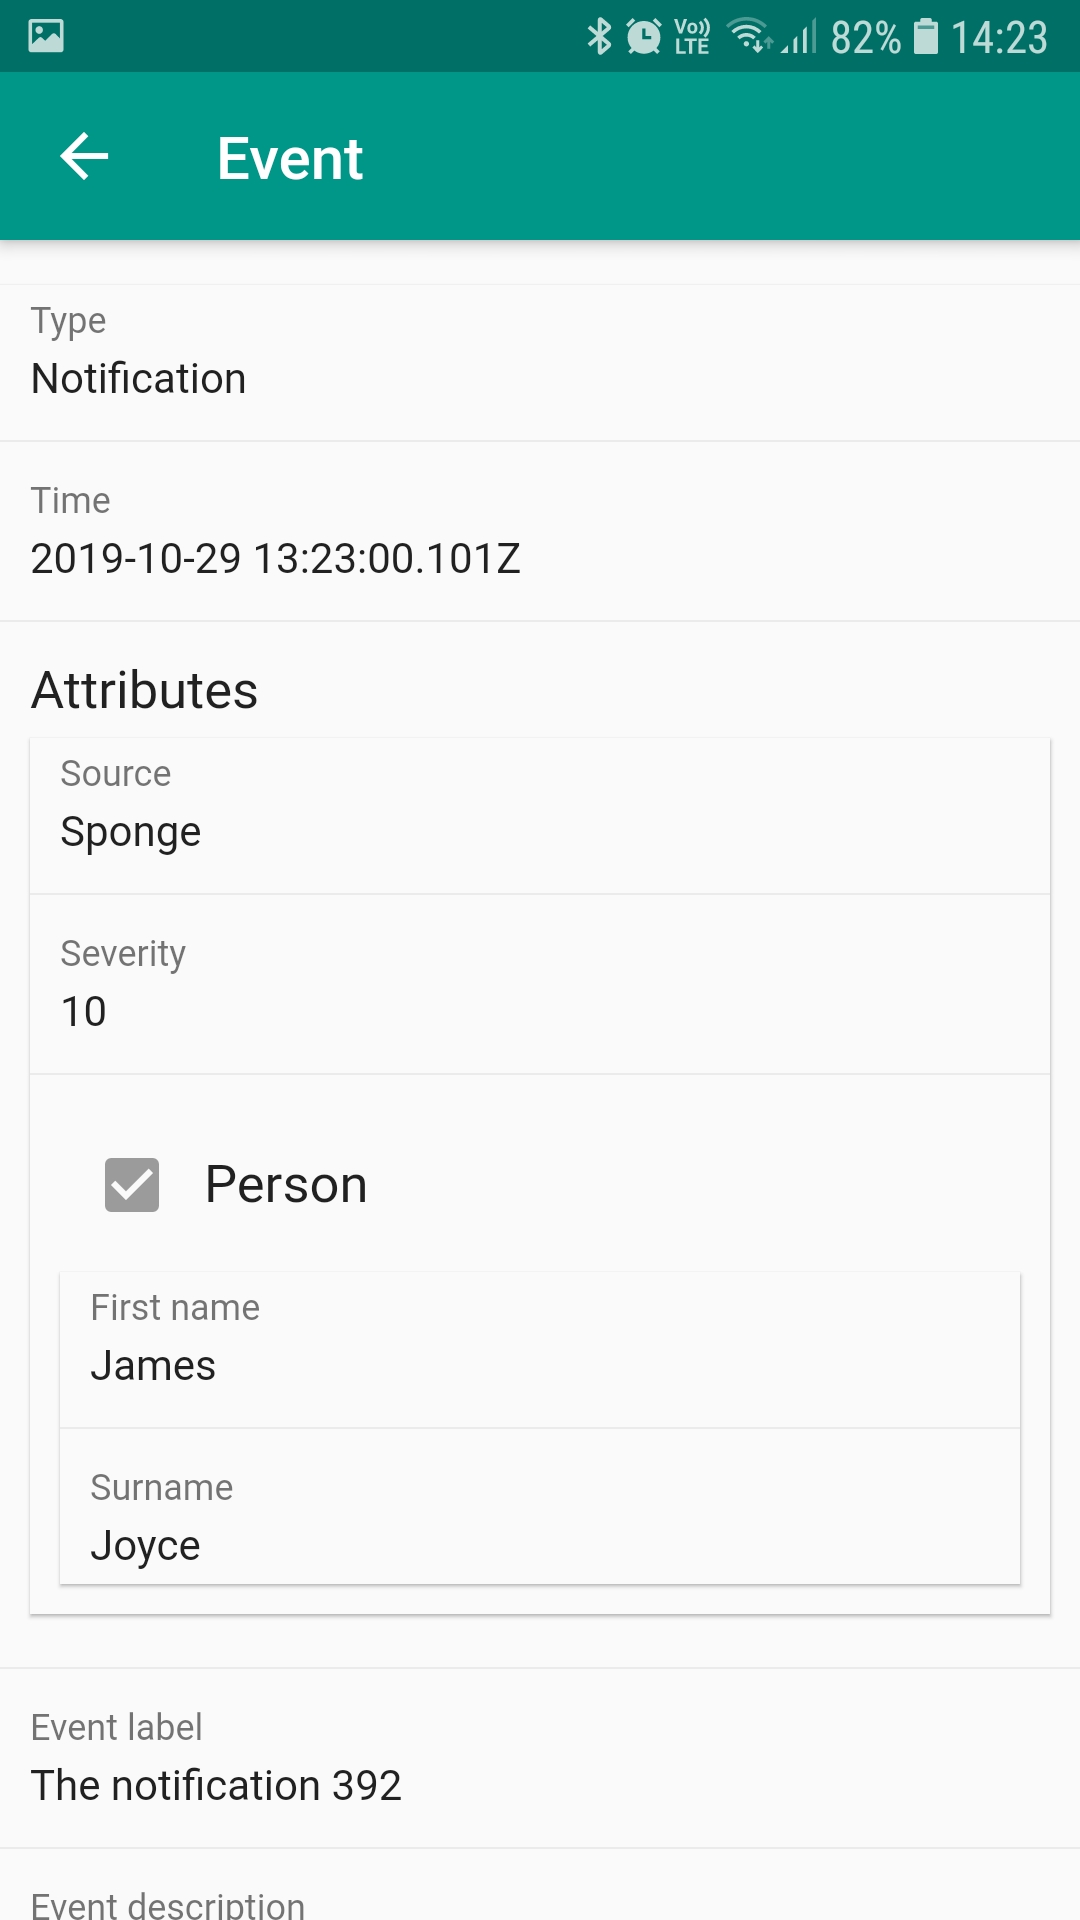 Vo)) LTE 82% 14:23
Event
Type
Notification
Time
2019-10-29 13:23:00.101Z
Attributes
Source
Sponge
Severity
10
Person
First name
James
Surname
Joyce
Event label
The notification 392
Event description